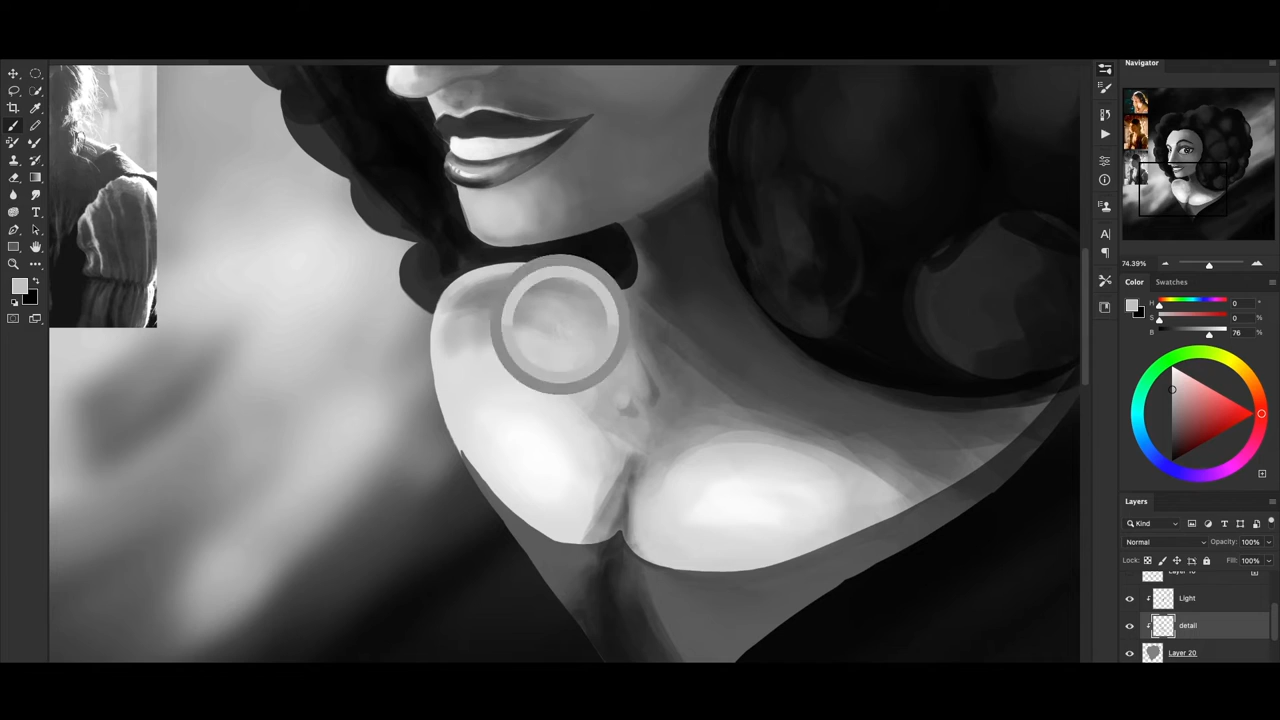 Navigator
74.39%
Color Swatches
H 0 °
S 0 %
B 76 %
Layers
Kind
Normal Opacity: 100%
Lock: Fill: 100%
Light
detail
Layer 20